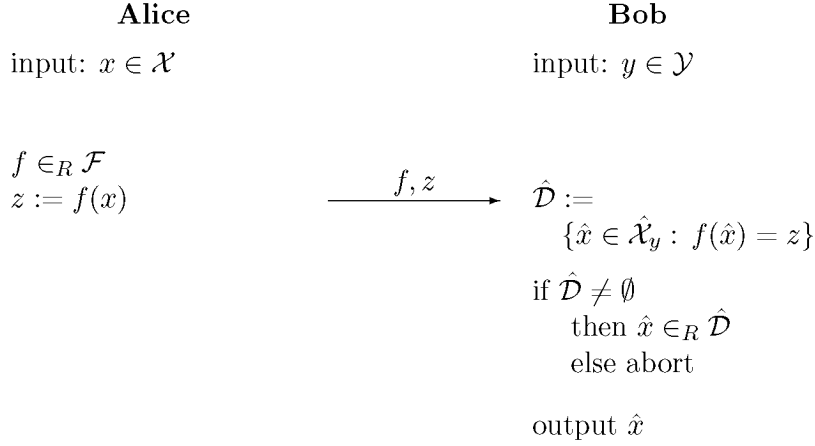 Alice
Bob
input: x ∈ 𝒳
input: y ∈ 𝒴
f ∈_R ℱ
z := f(x)
f, z
𝒟̂ :=
{x̂ ∈ 𝒳̂_y : f(x̂) = z}
if 𝒟̂ ≠ ∅
then x̂ ∈_R 𝒟̂
else abort
output x̂